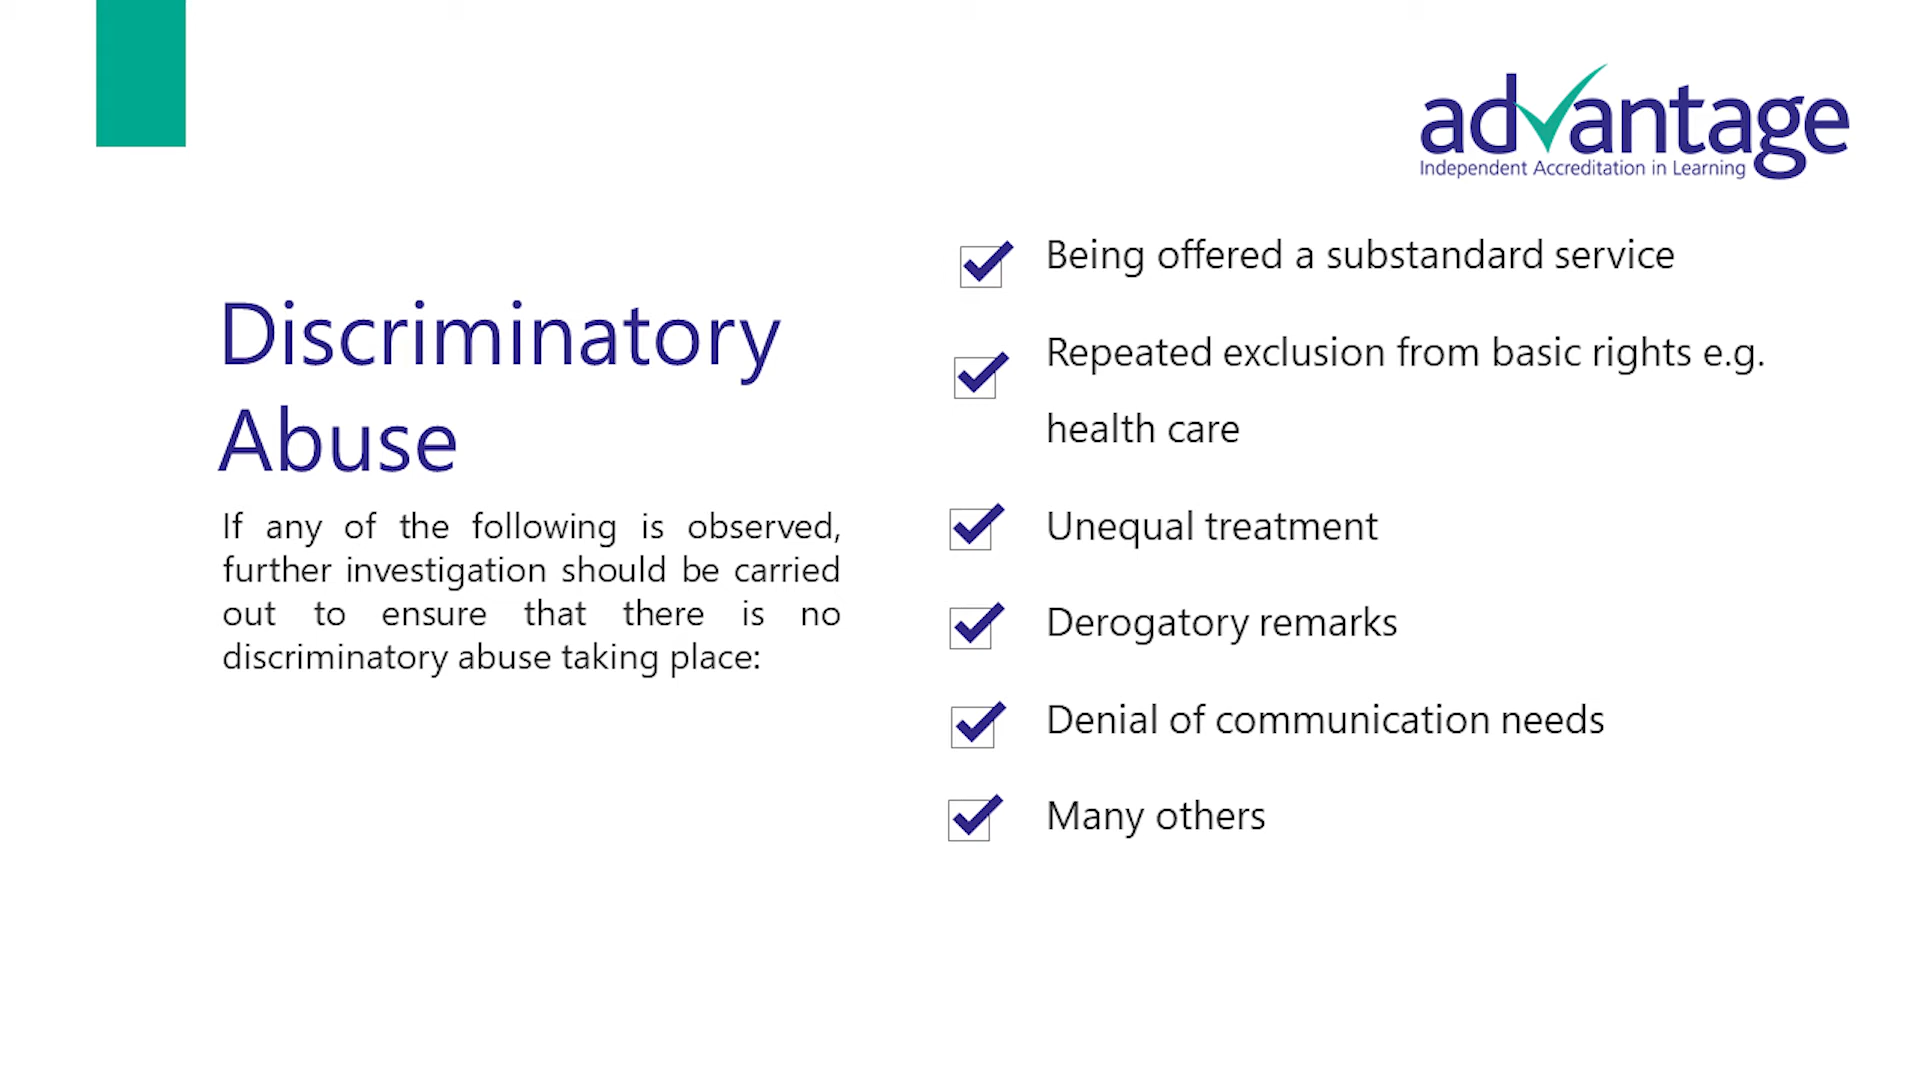 advantage
Independent Accreditation in Learning
Discriminatory
Abuse
If any of the following is observed,
further investigation should be carried
out to ensure that there is no
discriminatory abuse taking place:
Being offered a substandard service
Repeated exclusion from basic rights e.g.
health care
Unequal treatment
Derogatory remarks
Denial of communication needs
Many others